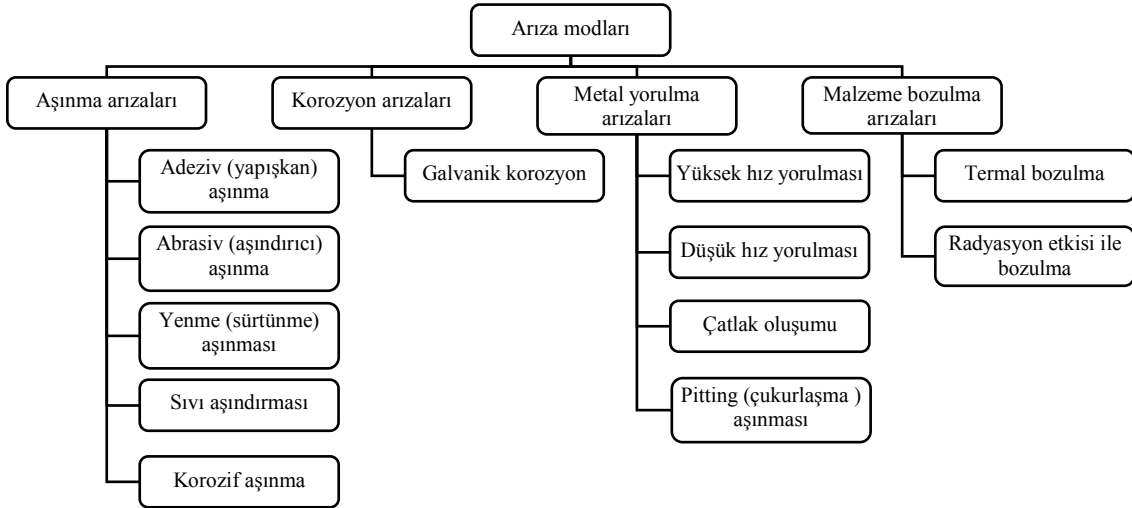 Arıza modları
Aşınma arızaları
Korozyon arızaları
Metal yorulma
arızaları
Malzeme bozulma
arızaları
Adeziv (yapışkan)
aşınma
Abrasiv (aşındırıcı)
aşınma
Yenme (sürtünme)
aşınması
Sıvı aşındırması
Korozif aşınma
Galvanik korozyon
Yüksek hız yorulması
Düşük hız yorulması
Çatlak oluşumu
Pitting (çukurlaşma )
aşınması
Termal bozulma
Radyasyon etkisi ile
bozulma